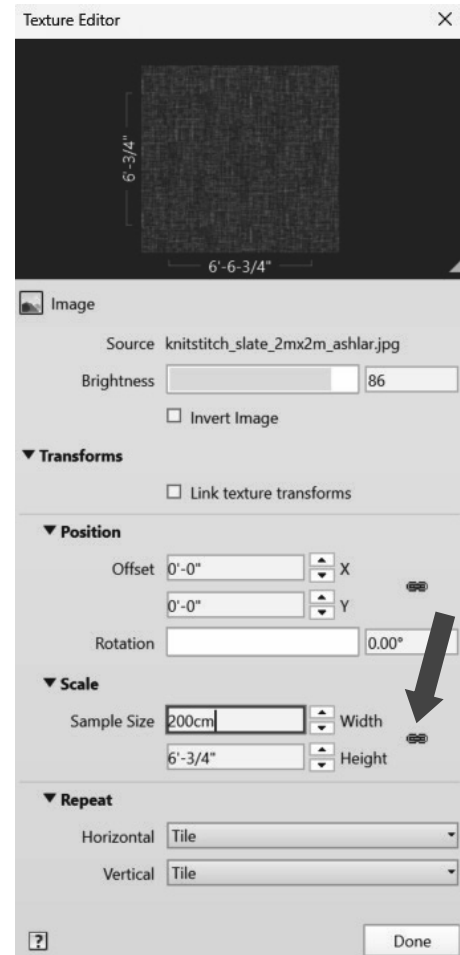 Texture Editor
6'-3/4"
6'-6-3/4"
Image
Source knitstitch_slate_2mx2m_ashlar.jpg
Brightness 86
Invert Image
Transforms
Link texture transforms
Position
Offset 0'-0" X
0'-0" Y
Rotation 0.00°
Scale
Sample Size 200cm Width
6'-3/4" Height
Repeat
Horizontal Tile
Vertical Tile
? Done